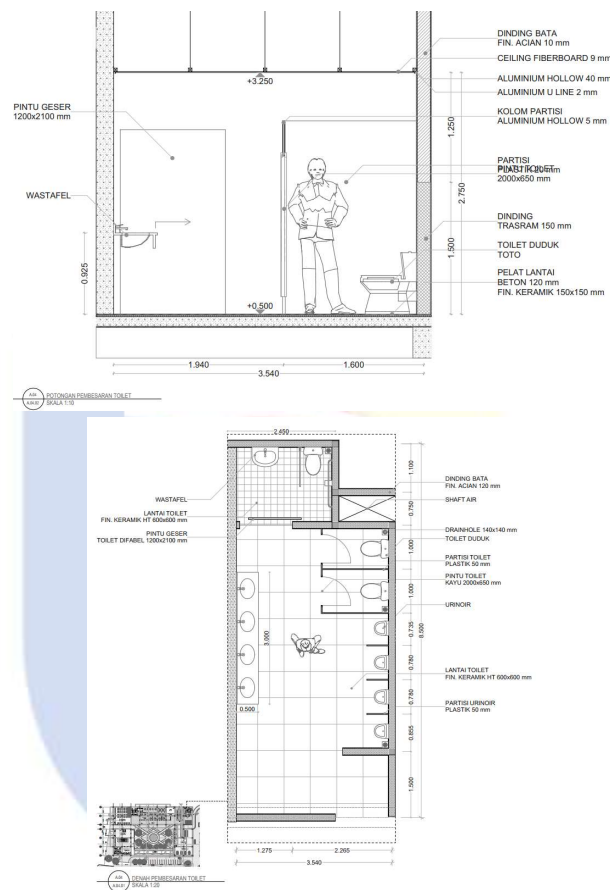 DINDING BATA
FIN. ACIAN 10 mm
CEILING FIBERBOARD 9 mm
+3.250
ALUMINIUM HOLLOW 40 mm
ALUMINIUM U LINE 2 mm
PINTU GESER
1200x2100 mm
KOLOM PARTISI
ALUMINIUM HOLLOW 5 mm
1.250
PARTISI
PINTU TOILET
2000x650 mm
2.750
WASTAFEL
DINDING
TRASRAM 150 mm
TOILET DUDUK
TOTO
1.500
0.925
PELAT LANTAI
BETON 120 mm
FIN. KERAMIK 150x150 mm
+0.500
1.940
1.600
3.540
POTONGAN PEMBESARAN TOILET
SKALA 1:10
2.450
1.100
DINDING BATA
FIN. ACIAN 120 mm
WASTAFEL
SHAFT AIR
LANTAI TOILET
FIN. KERAMIK HT 600x600 mm
0.750
PINTU GESER
TOILET DIFABEL 1200x2100 mm
DRAINHOLE 140x140 mm
TOILET DUDUK
1.000
PARTISI TOILET
PLASTIK 50 mm
PINTU TOILET
KAYU 2000x650 mm
1.000
URINOIR
0.735
8.500
3.000
0.780
LANTAI TOILET
FIN. KERAMIK HT 600x600 mm
0.780
PARTISI URINOIR
PLASTIK 50 mm
0.500
0.855
1.500
1.275
2.265
3.540
DENAH PEMBESARAN TOILET
SKALA 1:20